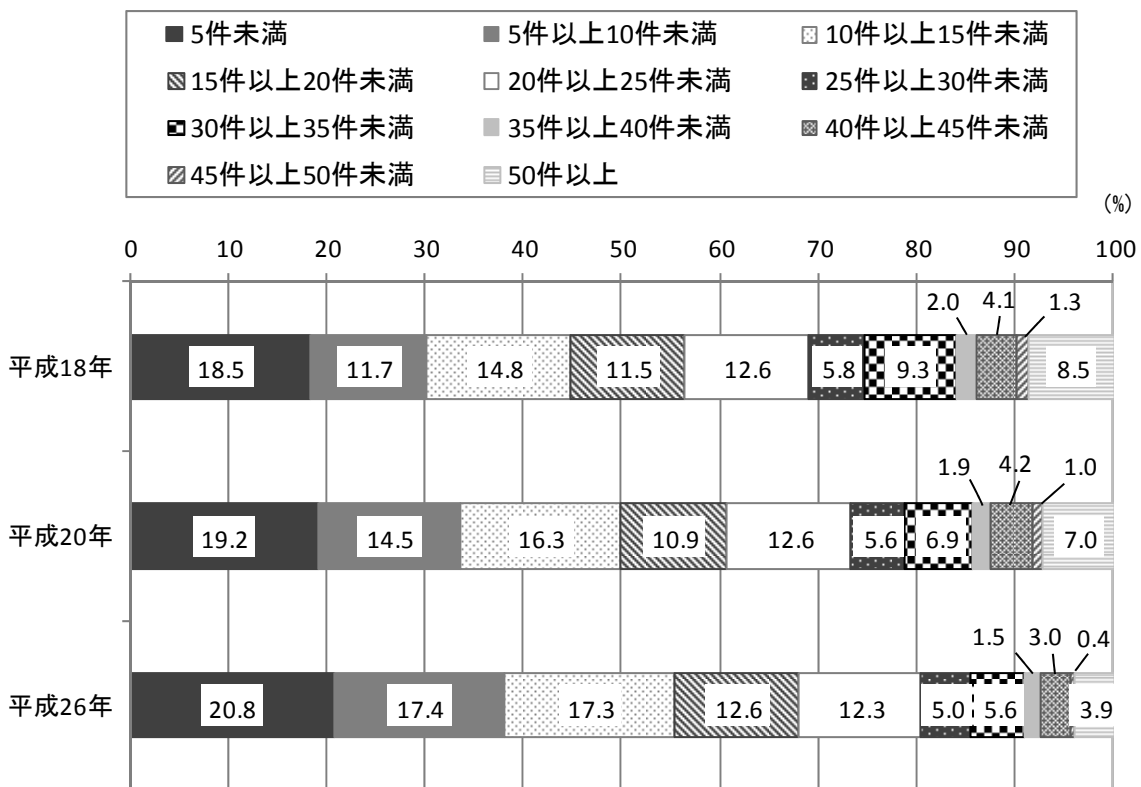 5件未満 5件以上10件未満 10件以上15件未満
15件以上20件未満 20件以上25件未満 25件以上30件未満
30件以上35件未満 35件以上40件未満 40件以上45件未満
45件以上50件未満 50件以上
(%)
0 10 20 30 40 50 60 70 80 90 100
2.0 4.1 1.3
平成18年 18.5 11.7 14.8 11.5 12.6 5.8 9.3 8.5
1.9 4.2 1.0
平成20年 19.2 14.5 16.3 10.9 12.6 5.6 6.9 7.0
1.5 3.0 0.4
平成26年 20.8 17.4 17.3 12.6 12.3 5.0 5.6 3.9